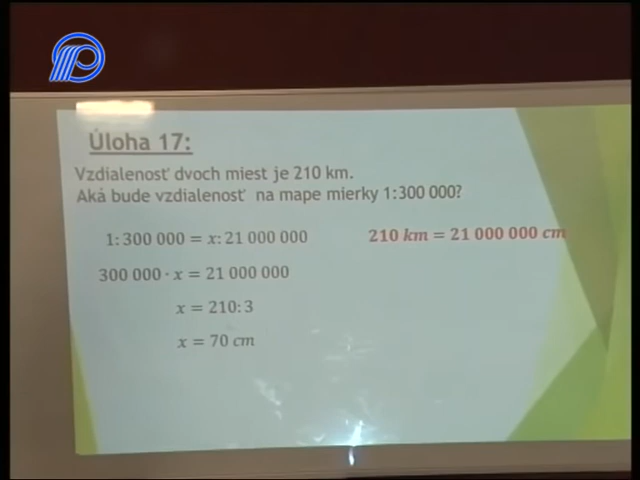 Úloha 17:
Vzdialenosť dvoch miest je 210 km.
Aká bude vzdialenosť na mape mierky 1:300 000?
1: 300 000 = x: 21 000 000
210 km = 21 000 000 cm
300 000 · x = 21 000 000
x = 210: 3
x = 70 cm